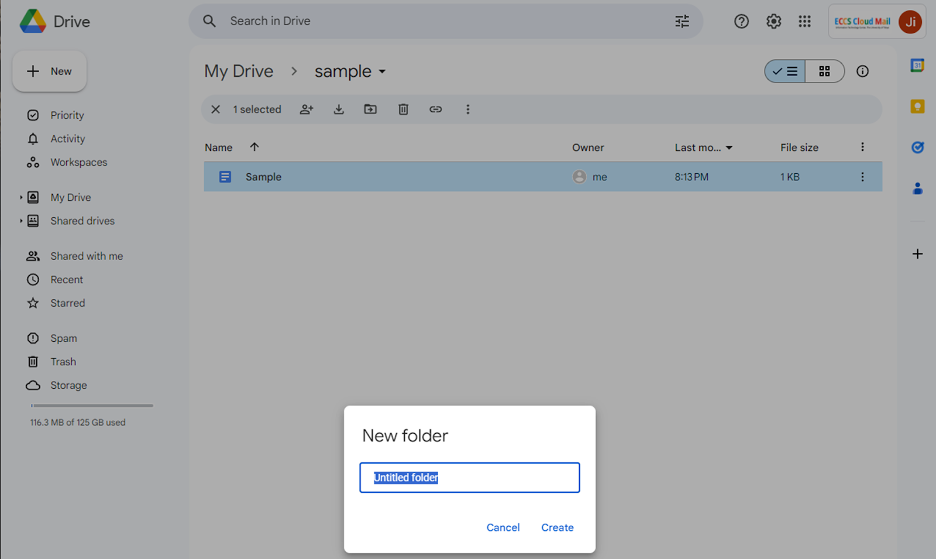 Drive
Search in Drive
ECCS Cloud Mail
Ji
New
Priority
Activity
Workspaces
My Drive
Shared drives
Shared with me
Recent
Starred
Spam
Trash
Storage
116.3 MB of 125 GB used
My Drive > sample
1 selected
Name Owner Last mo... File size
Sample me 8:13 PM 1 KB
31
New folder
Untitled folder
Cancel Create